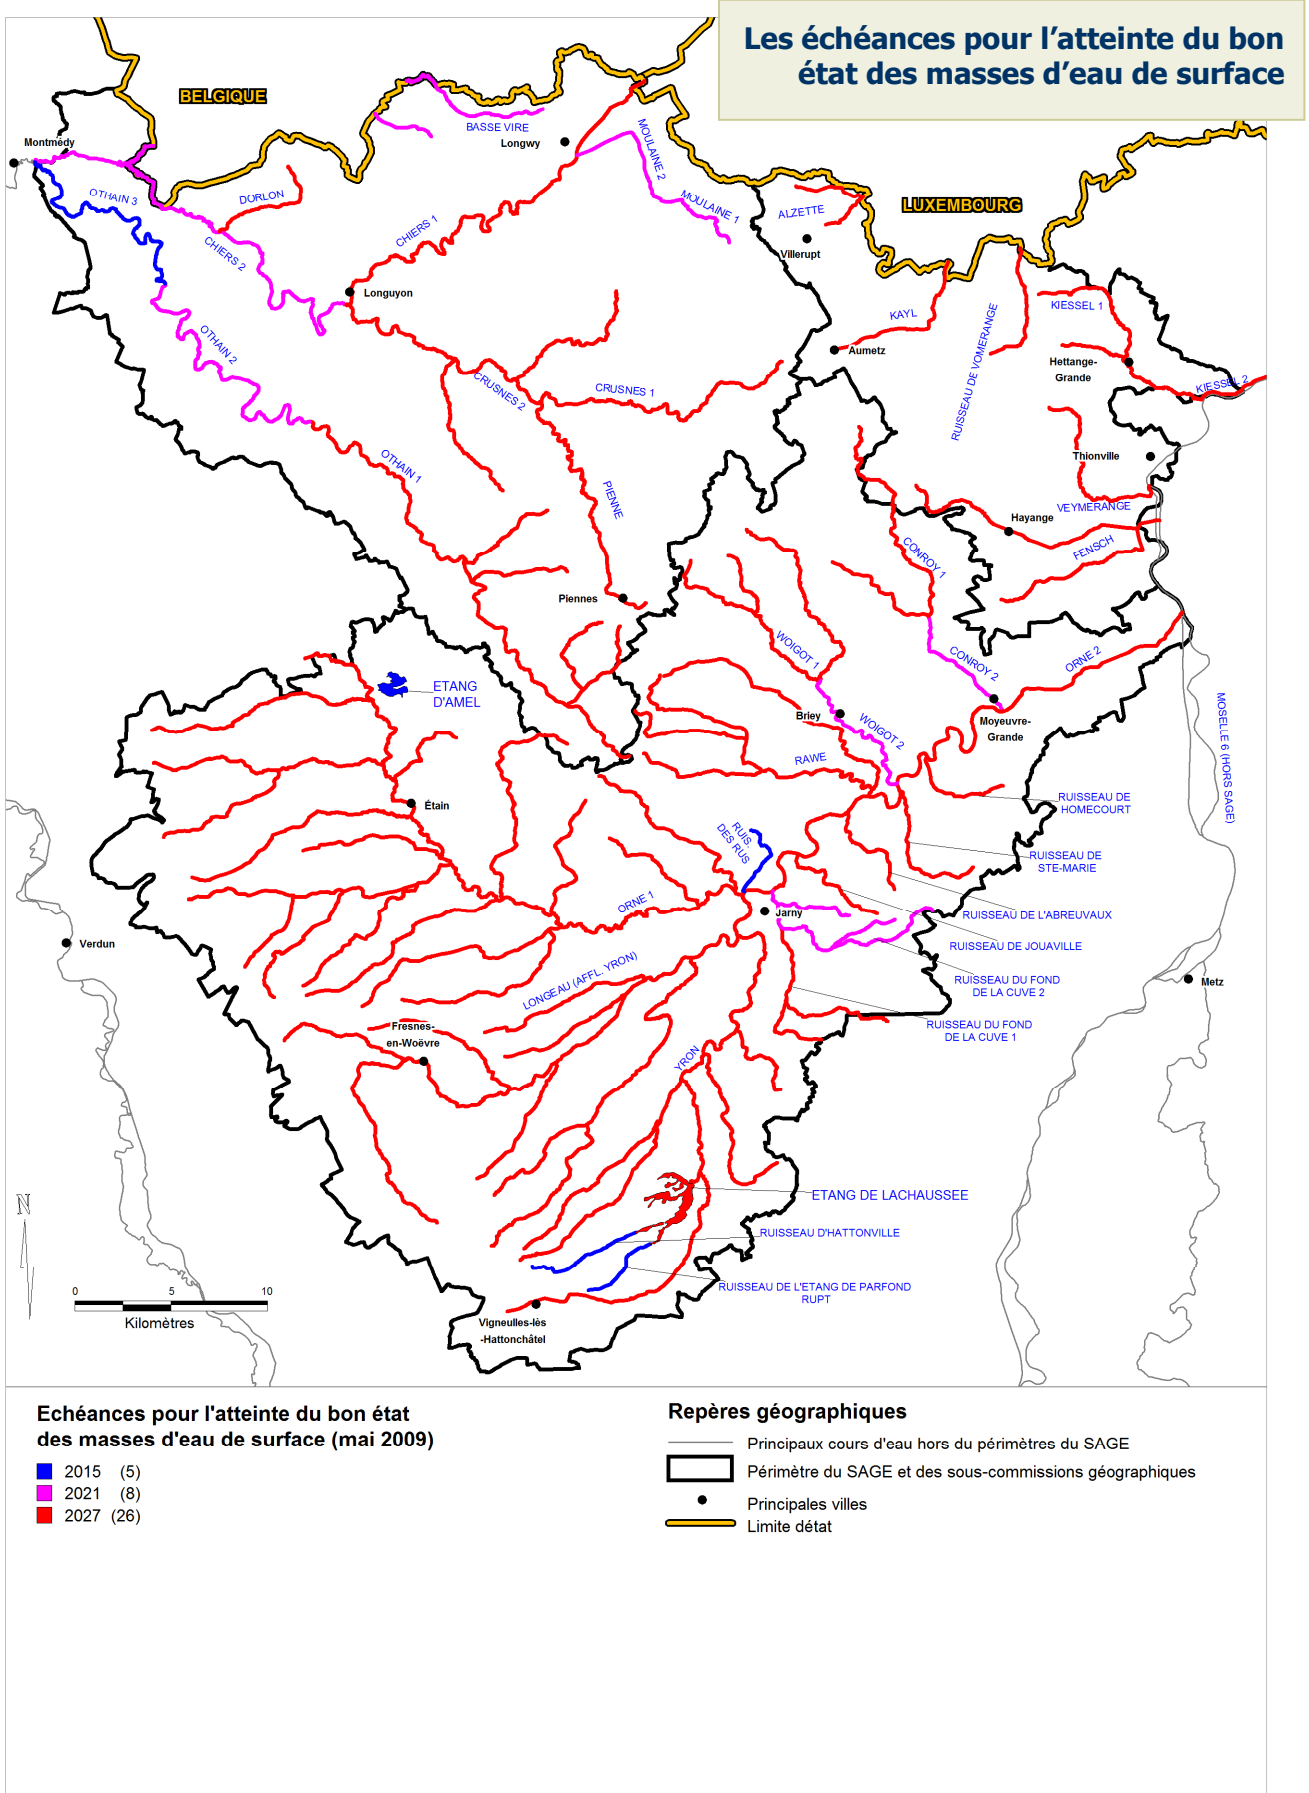 Les échéances pour l’atteinte du bon
état des masses d’eau de surface
BELGIQUE
Montmédy
BASSE VIRE
Longwy
MOULAINE 2
OTHAIN 3
DORLON
MOULAINE 1
ALZETTE
LUXEMBOURG
CHIERS 1
CHIERS 2
Villerupt
Longuyon
KAYL
KIESSEL 1
RUISSEAU DE VOMERANGE
OTHAIN 2
Aumetz
Hettange-
Grande
KIESSEL 2
CRUSNES 2
CRUSNES 1
OTHAIN 1
Thionville
PIENNE
VEYMERANGE
Hayange
FENSCH
CONROY 1
Piennes
WOIGOT 1
CONROY 2
ORNE 2
ETANG
D'AMEL
MOSELLE 6 (HORS SAGE)
Briey
WOIGOT 2
Moyeuvre-
Grande
RAWE
Étain
RUISSEAU DE
HOMECOURT
RUIS.
DES RUS
RUISSEAU DE
STE-MARIE
ORNE 1
Jarny
RUISSEAU DE L'ABREUVAUX
Verdun
RUISSEAU DE JOUAVILLE
LONGEAU (AFFL. YRON)
RUISSEAU DU FOND
DE LA CUVE 2
Metz
Fresnes-
en-Woëvre
RUISSEAU DU FOND
DE LA CUVE 1
YRON
ETANG DE LACHAUSSEE
N
RUISSEAU D'HATTONVILLE
RUISSEAU DE L'ETANG DE PARFOND
RUPT
0 5 10
Kilomètres
Vigneulles-lès
-Hattonchâtel
Echéances pour l'atteinte du bon état
des masses d'eau de surface (mai 2009)
2015 (5)
2021 (8)
2027 (26)
Repères géographiques
Principaux cours d'eau hors du périmètres du SAGE
Périmètre du SAGE et des sous-commissions géographiques
Principales villes
Limite détat